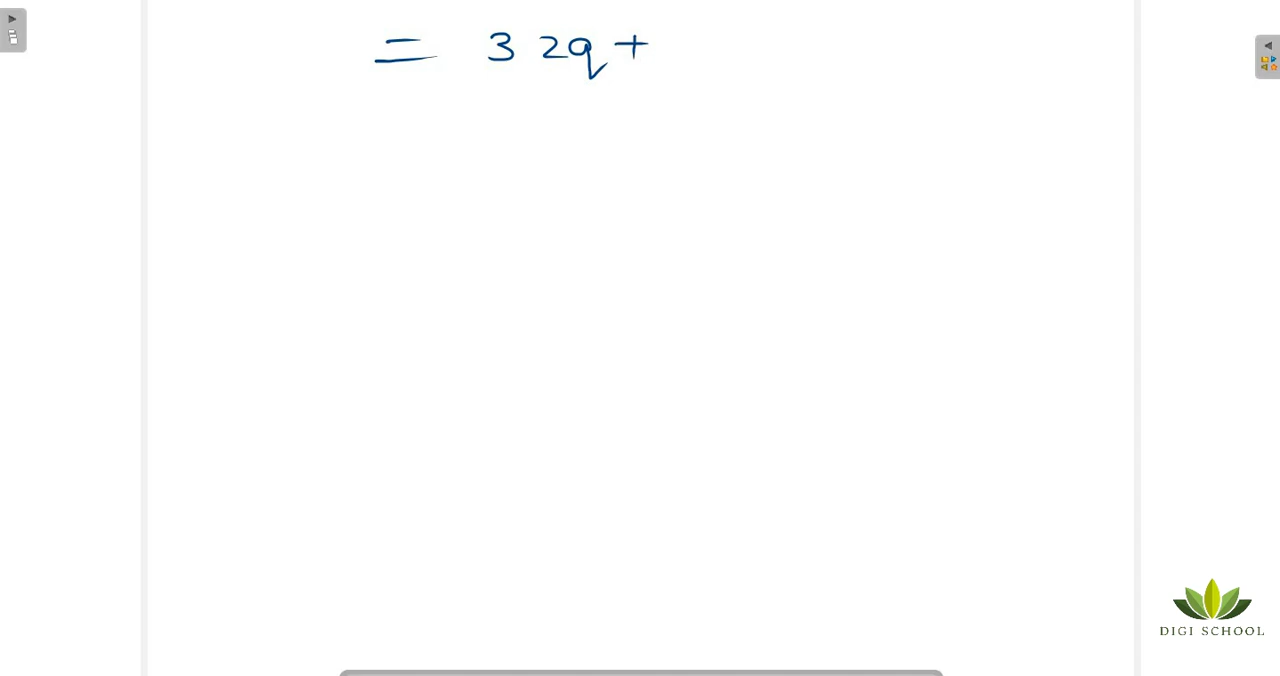 = 3 2q +
DIGI SCHOOL